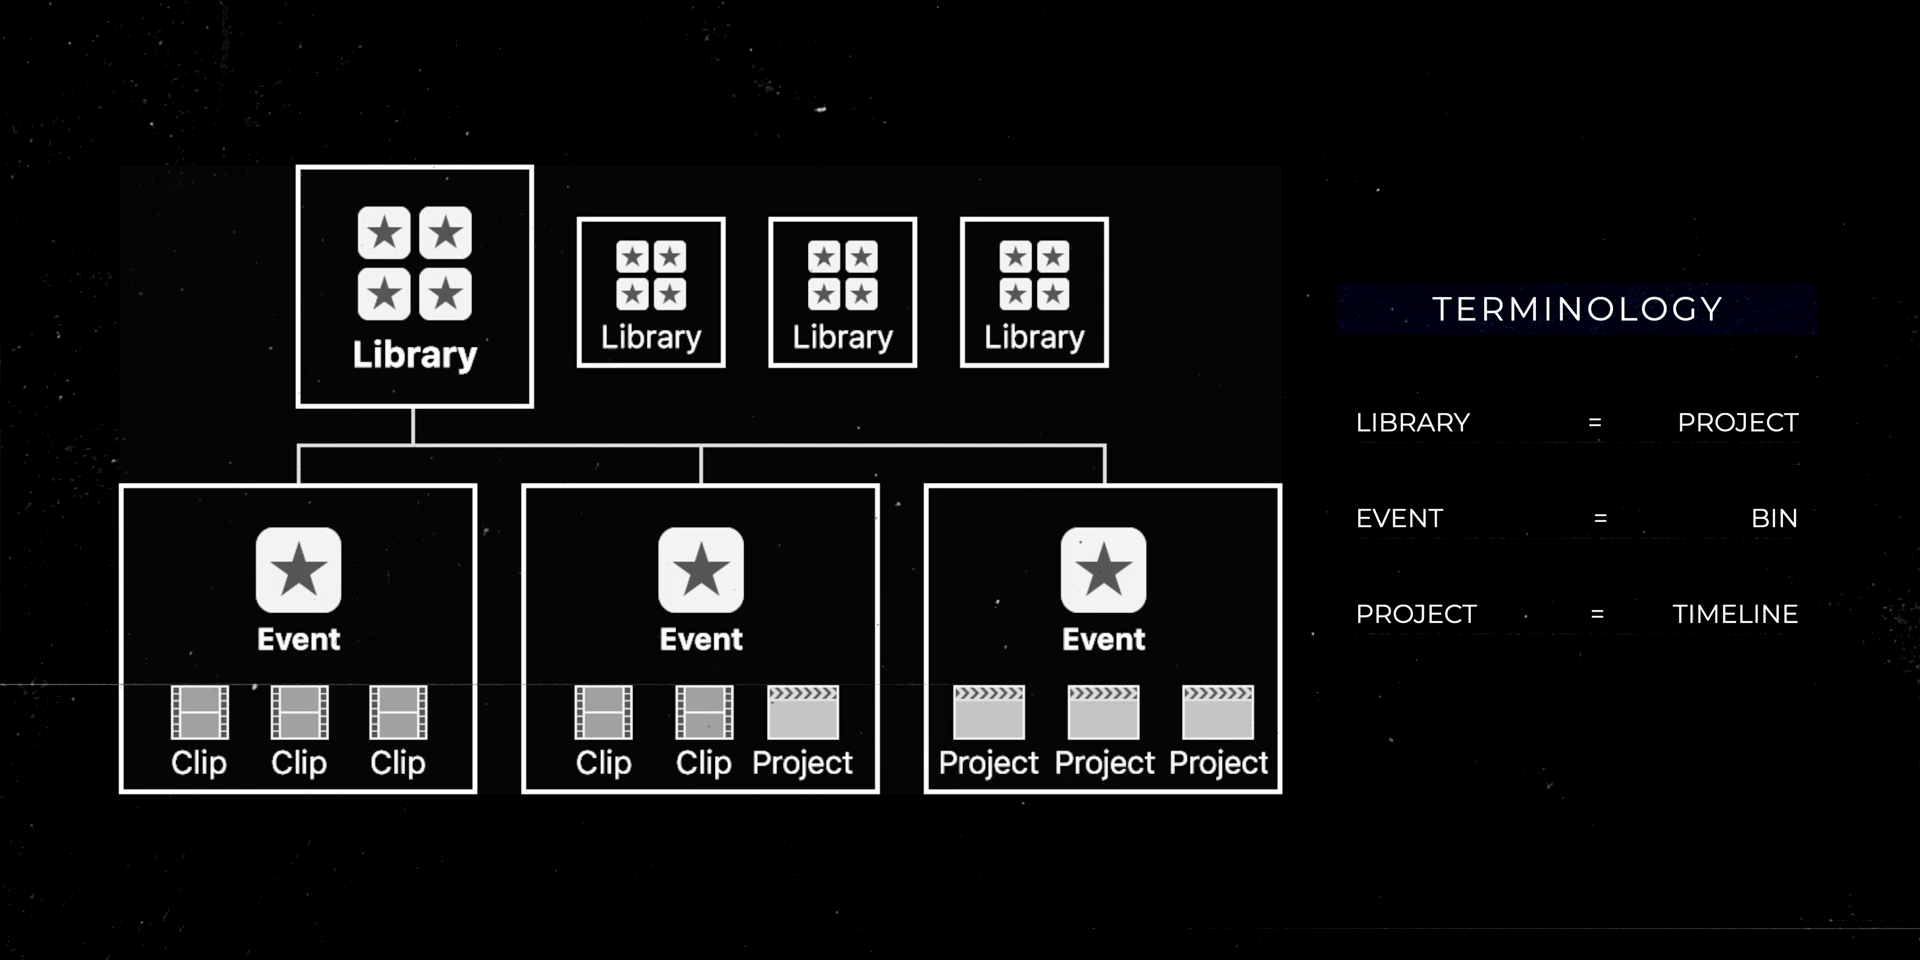 Library
Library
Library
Library
Event
Clip
Clip
Clip
Event
Clip
Clip
Project
Event
Project
Project
Project
TERMINOLOGY
LIBRARY = PROJECT
EVENT = BIN
PROJECT = TIMELINE